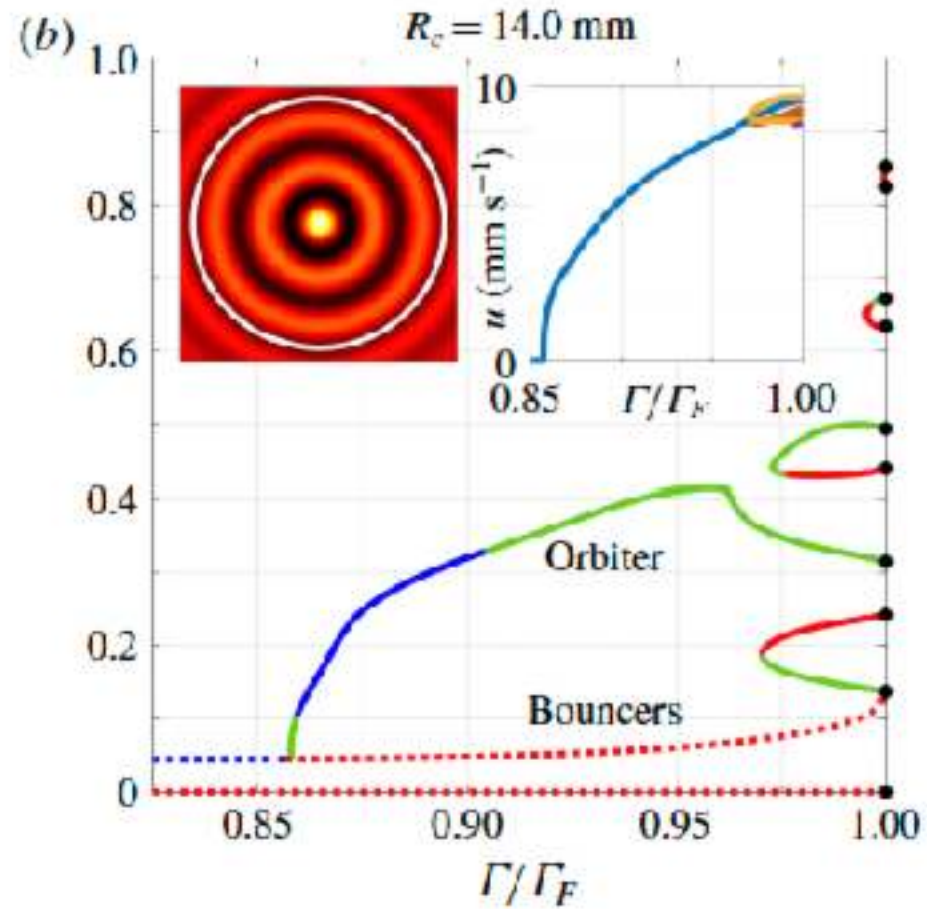 (b) R_c = 14.0 mm
1.0
0.8
0.6
0.4
0.2
0
10
u (mm s⁻¹)
0
0.85 Γ/Γ_F 1.00
Orbiter
Bouncers
0.85 0.90 0.95 1.00
Γ/Γ_F